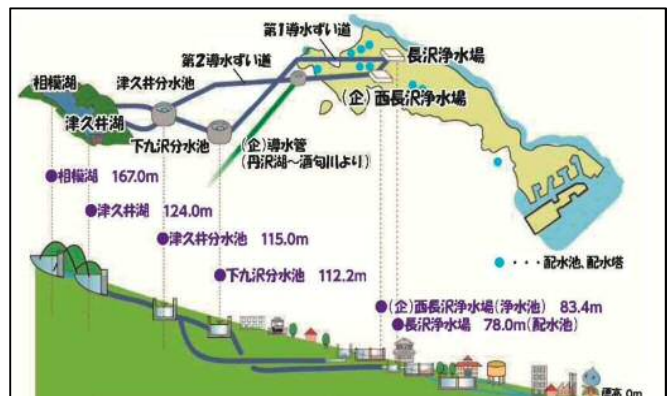 第1導水ずい道
長沢浄水場
第2導水ずい道
相模湖
津久井分水池
(企)西長沢浄水場
津久井湖
下九沢分水池
(企)導水管
(丹沢湖~酒匂川より)
●相模湖 167.0m
●津久井湖 124.0m
●津久井分水池 115.0m
●・・・配水池、配水塔
●下九沢分水池 112.2m
●(企)西長沢浄水場(浄水池) 83.4m
●長沢浄水場 78.0m(配水池)
標高 0m